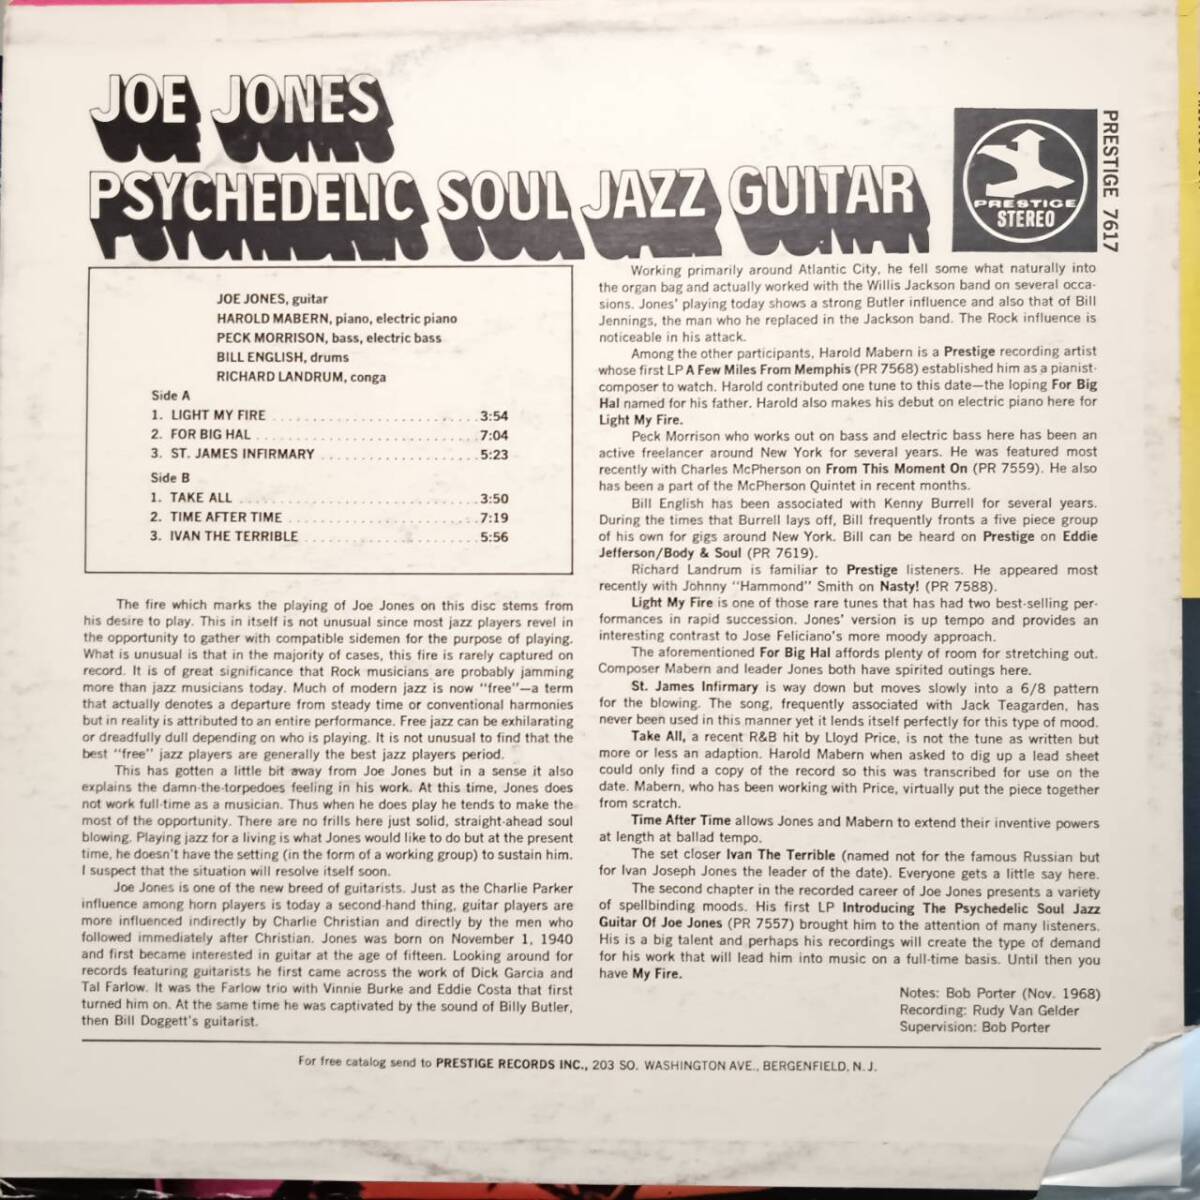 JOE JONES
PSYCHEDELIC SOUL JAZZ GUITAR
PRESTIGE
STEREO
PRESTIGE 7617
JOE JONES, guitar
HAROLD MABERN, piano, electric piano
PECK MORRISON, bass, electric bass
BILL ENGLISH, drums
RICHARD LANDRUM, conga
Side A
1. LIGHT MY FIRE 3:54
2. FOR BIG HAL 7:04
3. ST. JAMES INFIRMARY 5:23
Side B
1. TAKE ALL 3:50
2. TIME AFTER TIME 7:19
3. IVAN THE TERRIBLE 5:56
The fire which marks the playing of Joe Jones on this disc stems from
his desire to play. This in itself is not unusual since most jazz players revel in
the opportunity to gather with compatible sidemen for the purpose of playing.
What is unusual is that in the majority of cases, this fire is rarely captured on
record. It is of great significance that Rock musicians are probably jamming
more than jazz musicians today. Much of modern jazz is now "free"—a term
that actually denotes a departure from steady time or conventional harmonies
but in reality is attributed to an entire performance. Free jazz can be exhilarating
or dreadfully dull depending on who is playing. It is not unusual to find that the
best "free" jazz players are generally the best jazz players period.
This has gotten a little bit away from Joe Jones but in a sense it also
explains the damn-the-torpedoes feeling in his work. At this time, Jones does
not work full-time as a musician. Thus when he does play he tends to make the
most of the opportunity. There are no frills here just solid, straight-ahead soul
blowing. Playing jazz for a living is what Jones would like to do but at the present
time, he doesn't have the setting (in the form of a working group) to sustain him.
I suspect that the situation will resolve itself soon.
Joe Jones is one of the new breed of guitarists. Just as the Charlie Parker
influence among horn players is today a second-hand thing, guitar players are
more influenced indirectly by Charlie Christian and directly by the men who
followed immediately after Christian. Jones was born on November 1, 1940
and first became interested in guitar at the age of fifteen. Looking around for
records featuring guitarists he first came across the work of Dick Garcia and
Tal Farlow. It was the Farlow trio with Vinnie Burke and Eddie Costa that first
turned him on. At the same time he was captivated by the sound of Billy Butler,
then Bill Doggett's guitarist.
Working primarily around Atlantic City, he fell some what naturally into
the organ bag and actually worked with the Willis Jackson band on several occa-
sions. Jones' playing today shows a strong Butler influence and also that of Bill
Jennings, the man who he replaced in the Jackson band. The Rock influence is
noticeable in his attack.
Among the other participants, Harold Mabern is a Prestige recording artist
whose first LP A Few Miles From Memphis (PR 7568) established him as a pianist-
composer to watch. Harold contributed one tune to this date—the loping For Big
Hal named for his father. Harold also makes his debut on electric piano here for
Light My Fire.
Peck Morrison who works out on bass and electric bass here has been an
active freelancer around New York for several years. He was featured most
recently with Charles McPherson on From This Moment On (PR 7559). He also
has been a part of the McPherson Quintet in recent months.
Bill English has been associated with Kenny Burrell for several years.
During the times that Burrell lays off, Bill frequently fronts a five piece group
of his own for gigs around New York. Bill can be heard on Prestige on Eddie
Jefferson/Body & Soul (PR 7619).
Richard Landrum is familiar to Prestige listeners. He appeared most
recently with Johnny "Hammond" Smith on Nasty! (PR 7588).
Light My Fire is one of those rare tunes that has had two best-selling per-
formances in rapid succession. Jones' version is up tempo and provides an
interesting contrast to Jose Feliciano's more moody approach.
The aforementioned For Big Hal affords plenty of room for stretching out.
Composer Mabern and leader Jones both have spirited outings here.
St. James Infirmary is way down but moves slowly into a 6/8 pattern
for the blowing. The song, frequently associated with Jack Teagarden, has
never been used in this manner yet it lends itself perfectly for this type of mood.
Take All, a recent R&B hit by Lloyd Price, is not the tune as written but
more or less an adaption. Harold Mabern when asked to dig up a lead sheet
could only find a copy of the record so this was transcribed for use on the
date. Mabern, who has been working with Price, virtually put the piece together
from scratch.
Time After Time allows Jones and Mabern to extend their inventive powers
at length at ballad tempo.
The set closer Ivan The Terrible (named not for the famous Russian but
for Ivan Joseph Jones the leader of the date). Everyone gets a little say here.
The second chapter in the recorded career of Joe Jones presents a variety
of spellbinding moods. His first LP Introducing The Psychedelic Soul Jazz
Guitar Of Joe Jones (PR 7557) brought him to the attention of many listeners.
His is a big talent and perhaps his recordings will create the type of demand
for his work that will lead him into music on a full-time basis. Until then you
have My Fire.
Notes: Bob Porter (Nov. 1968)
Recording: Rudy Van Gelder
Supervision: Bob Porter
For free catalog send to PRESTIGE RECORDS INC., 203 SO. WASHINGTON AVE., BERGENFIELD, N.J.